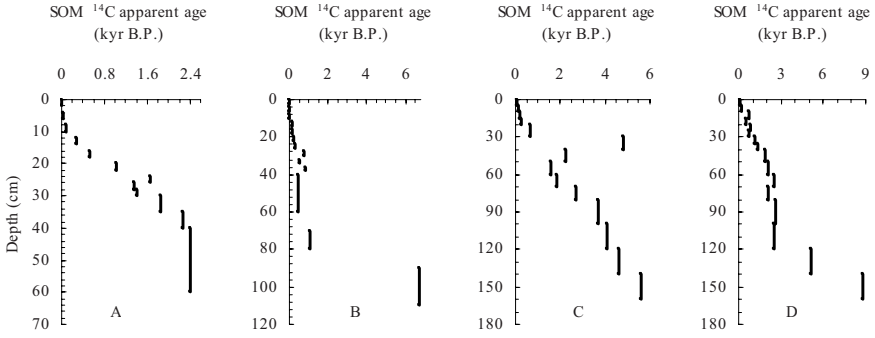 SOM ¹⁴C apparent age
(kyr B.P.)
0 0.8 1.6 2.4
0
10
20
30
40
50
60
70
Depth (cm)
A
SOM ¹⁴C apparent age
(kyr B.P.)
0 2 4 6
0
20
40
60
80
100
120
B
SOM ¹⁴C apparent age
(kyr B.P.)
0 2 4 6
0
30
60
90
120
150
180
C
SOM ¹⁴C apparent age
(kyr B.P.)
0 3 6 9
0
30
60
90
120
150
180
D